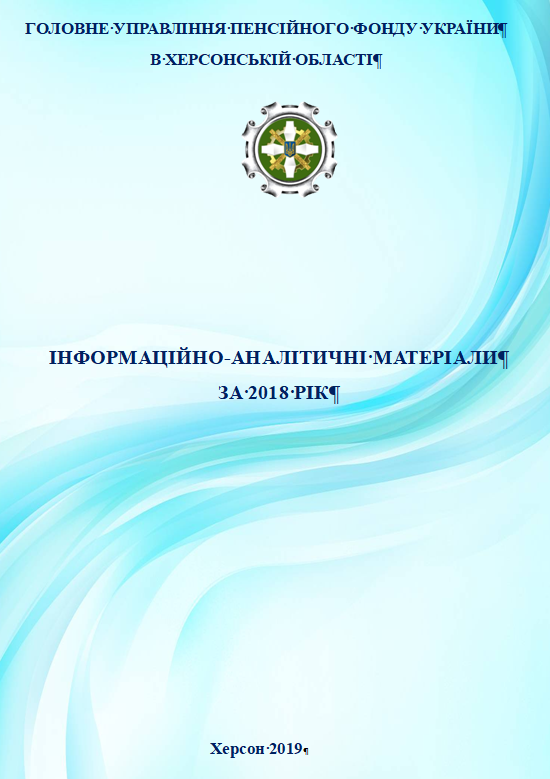 ГОЛОВНЕ·УПРАВЛІННЯ·ПЕНСІЙНОГО·ФОНДУ·УКРАЇНИ¶
В·ХЕРСОНСЬКІЙ·ОБЛАСТІ¶
ІНФОРМАЦІЙНО-АНАЛІТИЧНІ·МАТЕРІАЛИ¶
ЗА·2018·РІК¶
Херсон·2019¶